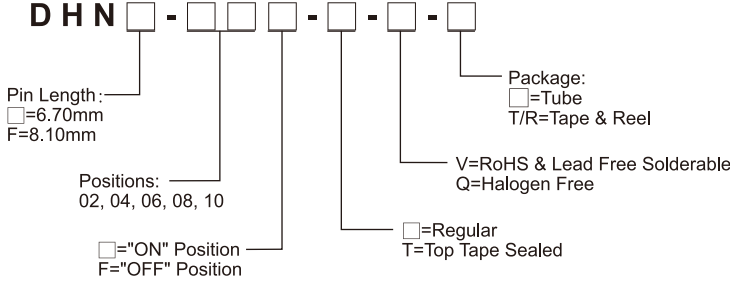 DHN□-□□□-□-□-□
Package:
□=Tube
T/R=Tape & Reel
Pin Length:
□=6.70mm
F=8.10mm
V=RoHS & Lead Free Solderable
Q=Halogen Free
Positions:
02, 04, 06, 08, 10
□=Regular
T=Top Tape Sealed
□="ON" Position
F="OFF" Position